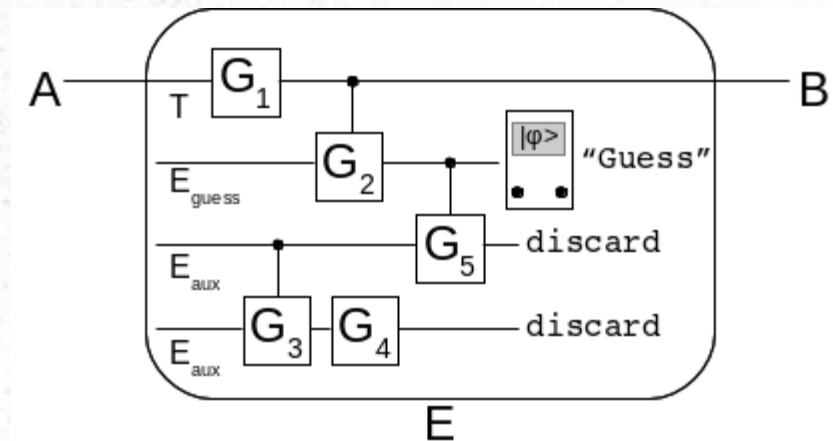 A
T
G1
B
Eguess
G2
|φ>
“Guess”
Eaux
G5
discard
Eaux
G3
G4
discard
E